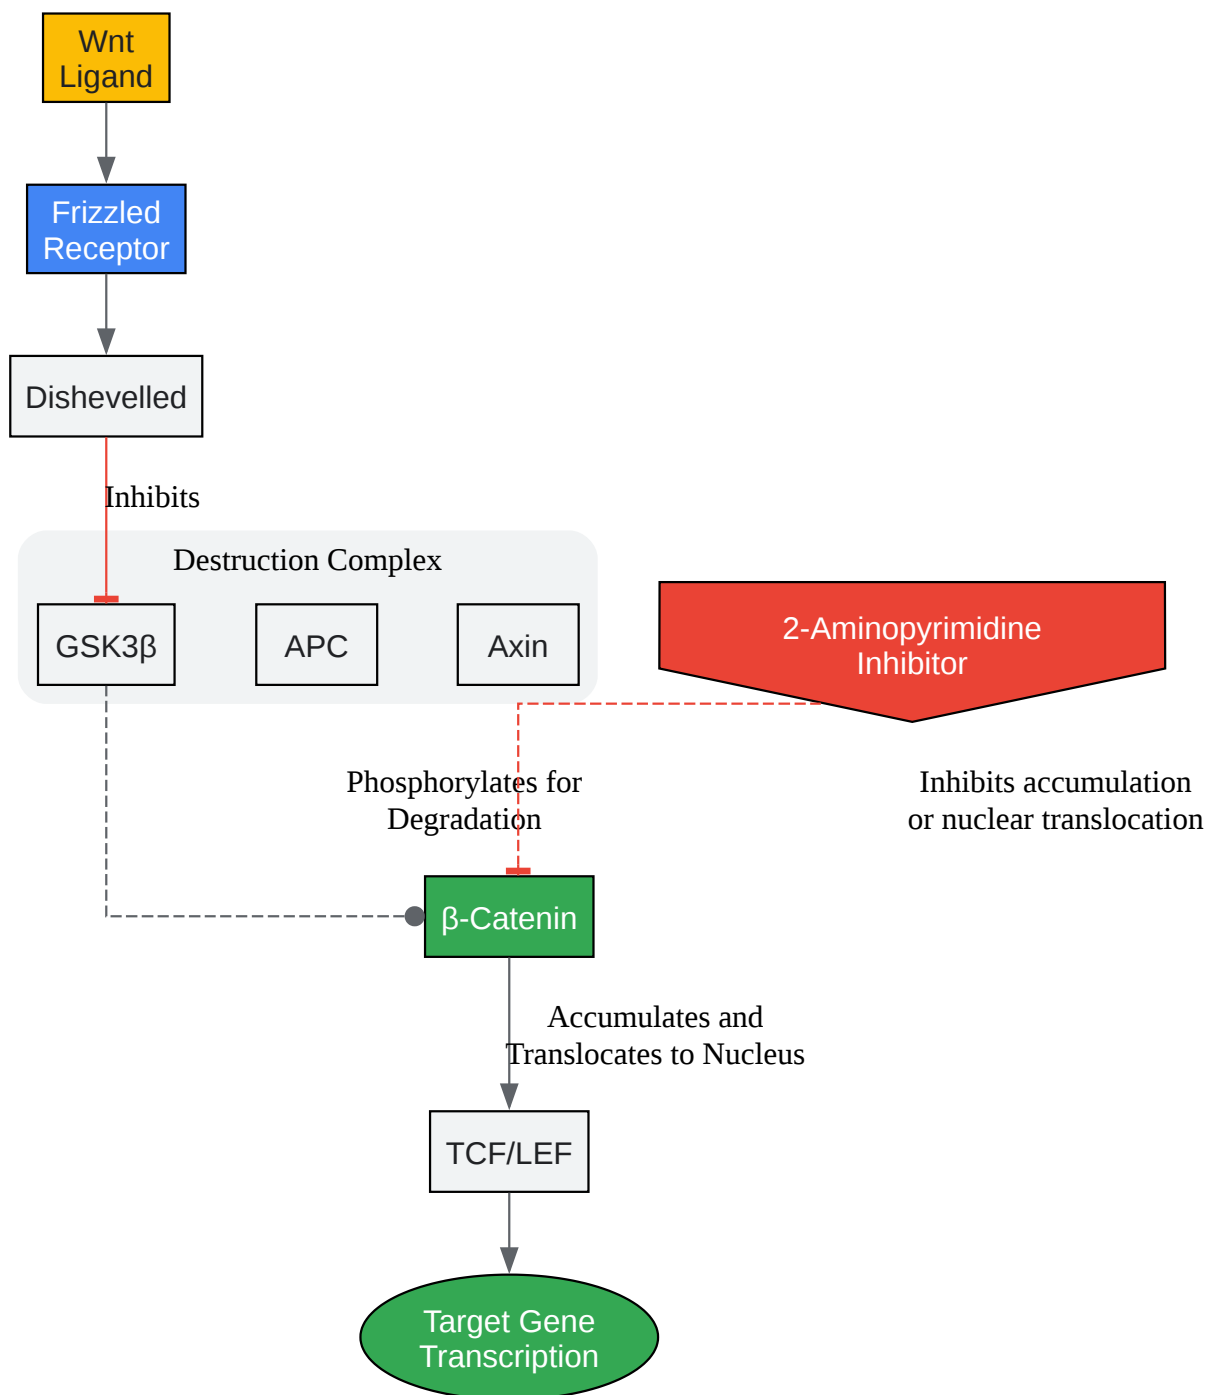 Wnt
Ligand
Frizzled
Receptor
Dishevelled
Inhibits
Destruction Complex
GSK3β
APC
Axin
2-Aminopyrimidine
Inhibitor
Phosphorylates for
Degradation
Inhibits accumulation
or nuclear translocation
β-Catenin
Accumulates and
Translocates to Nucleus
TCF/LEF
Target Gene
Transcription